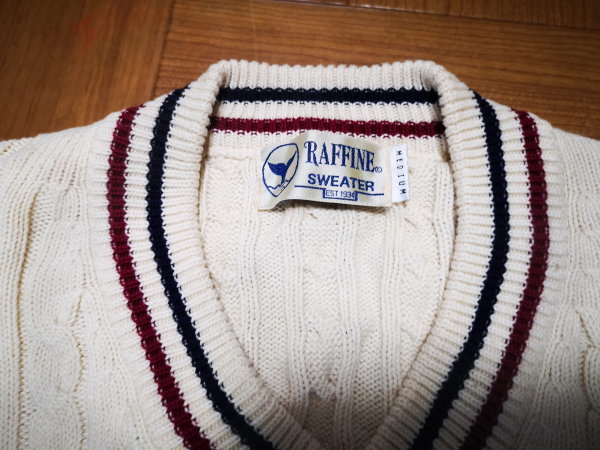 RAFFINE©
SWEATER
EST 1934
MEDIUM